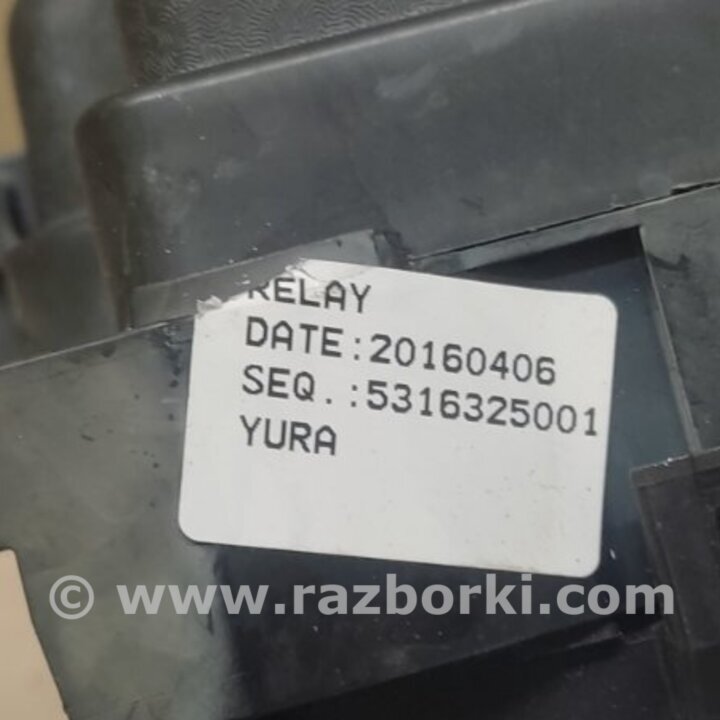 RELAY
DATE:20160406
SEQ.:5316325001
YURA
© www.razborki.com